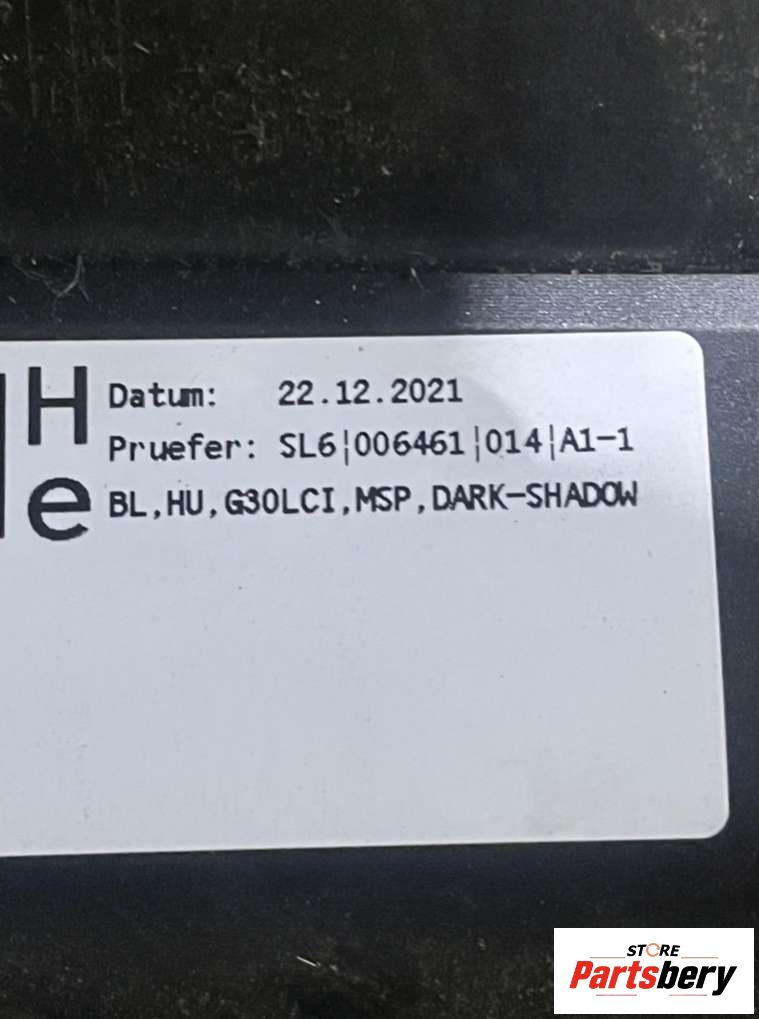 H
e
Datum: 22.12.2021
Pruefer: SL6¦006461¦014¦A1-1
BL,HU,G30LCI,MSP,DARK-SHADOW
STORE
Partsbery